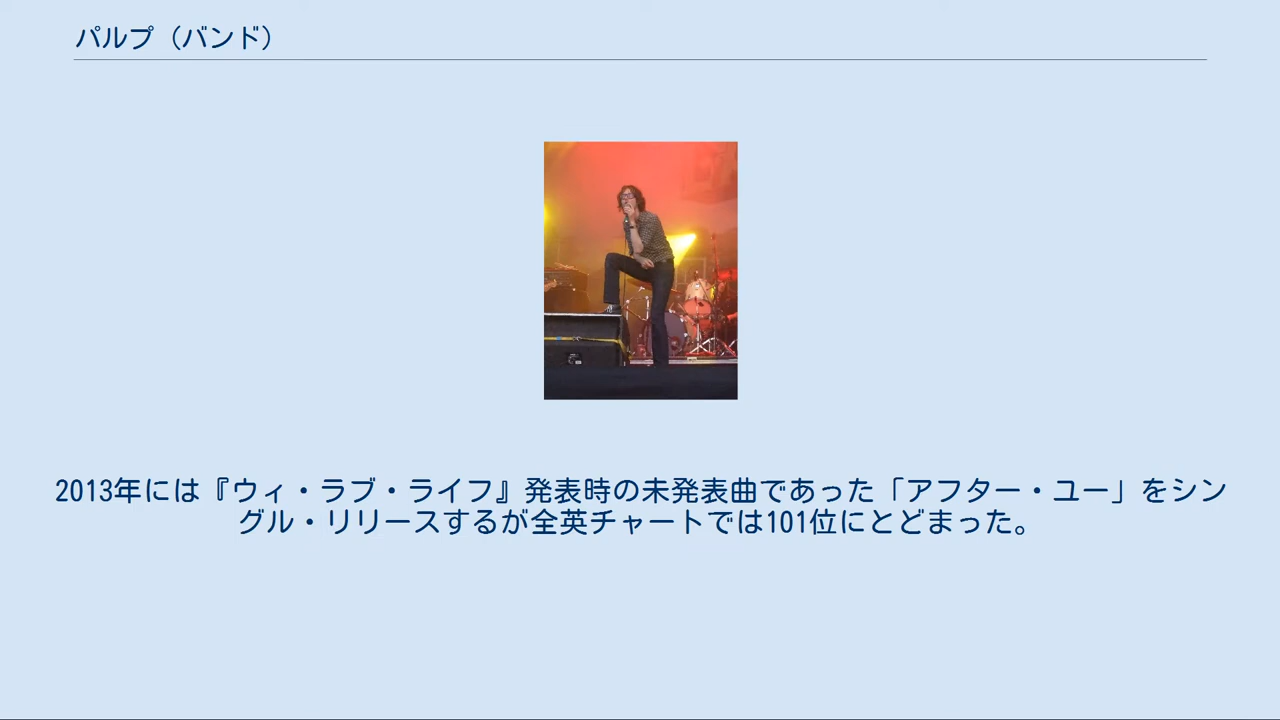 パルプ（バンド）
2013年には『ウィ・ラブ・ライフ』発表時の未発表曲であった「アフター・ユー」をシン
グル・リリースするが全英チャートでは101位にとどまった。